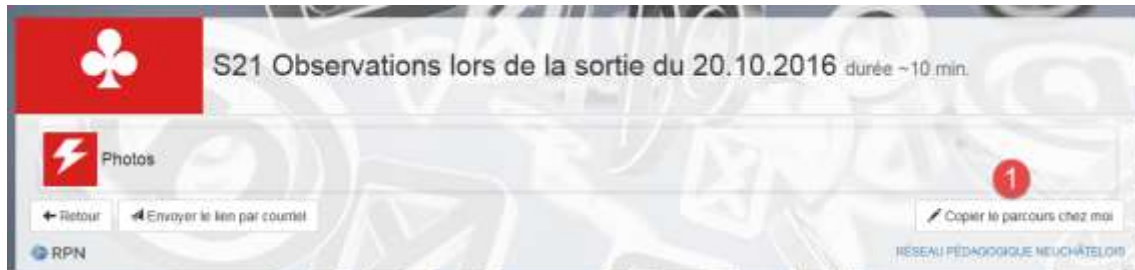 S21 Observations lors de la sortie du 20.10.2016 durée ~10 min.
Photos
1
Retour Envoyer le lien par courriel Copier le parcours chez moi
RPN RÉSEAU PÉDAGOGIQUE NEUCHÂTELOIS